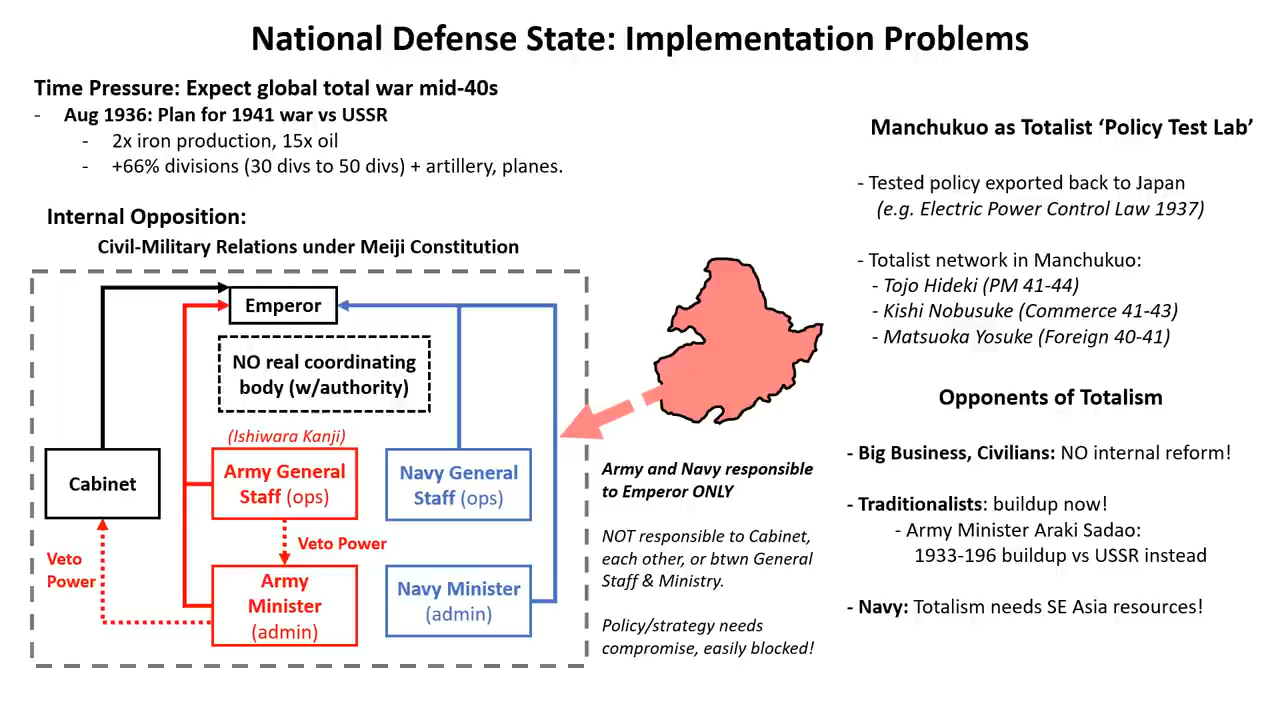 National Defense State: Implementation Problems
Time Pressure: Expect global total war mid-40s
- Aug 1936: Plan for 1941 war vs USSR
- 2x iron production, 15x oil
- +66% divisions (30 divs to 50 divs) + artillery, planes.
Internal Opposition:
Civil-Military Relations under Meiji Constitution
Emperor
NO real coordinating
body (w/authority)
(Ishiwara Kanji)
Cabinet
Army General
Staff (ops)
Navy General
Staff (ops)
Veto Power
Veto
Power
Army
Minister
(admin)
Navy Minister
(admin)
Army and Navy responsible
to Emperor ONLY
NOT responsible to Cabinet,
each other, or btwn General
Staff & Ministry.
Policy/strategy needs
compromise, easily blocked!
Manchukuo as Totalist ‘Policy Test Lab’
- Tested policy exported back to Japan
(e.g. Electric Power Control Law 1937)
- Totalist network in Manchukuo:
- Tojo Hideki (PM 41-44)
- Kishi Nobusuke (Commerce 41-43)
- Matsuoka Yosuke (Foreign 40-41)
Opponents of Totalism
- Big Business, Civilians: NO internal reform!
- Traditionalists: buildup now!
- Army Minister Araki Sadao:
1933-196 buildup vs USSR instead
- Navy: Totalism needs SE Asia resources!